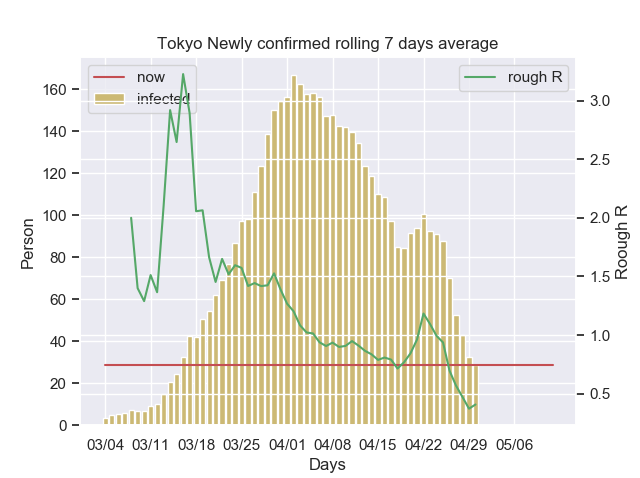 Tokyo Newly confirmed rolling 7 days average
now
infected
rough R
160
140
120
100
80
60
40
20
0
Person
3.0
2.5
2.0
1.5
1.0
0.5
Roough R
03/04 03/11 03/18 03/25 04/01 04/08 04/15 04/22 04/29 05/06
Days